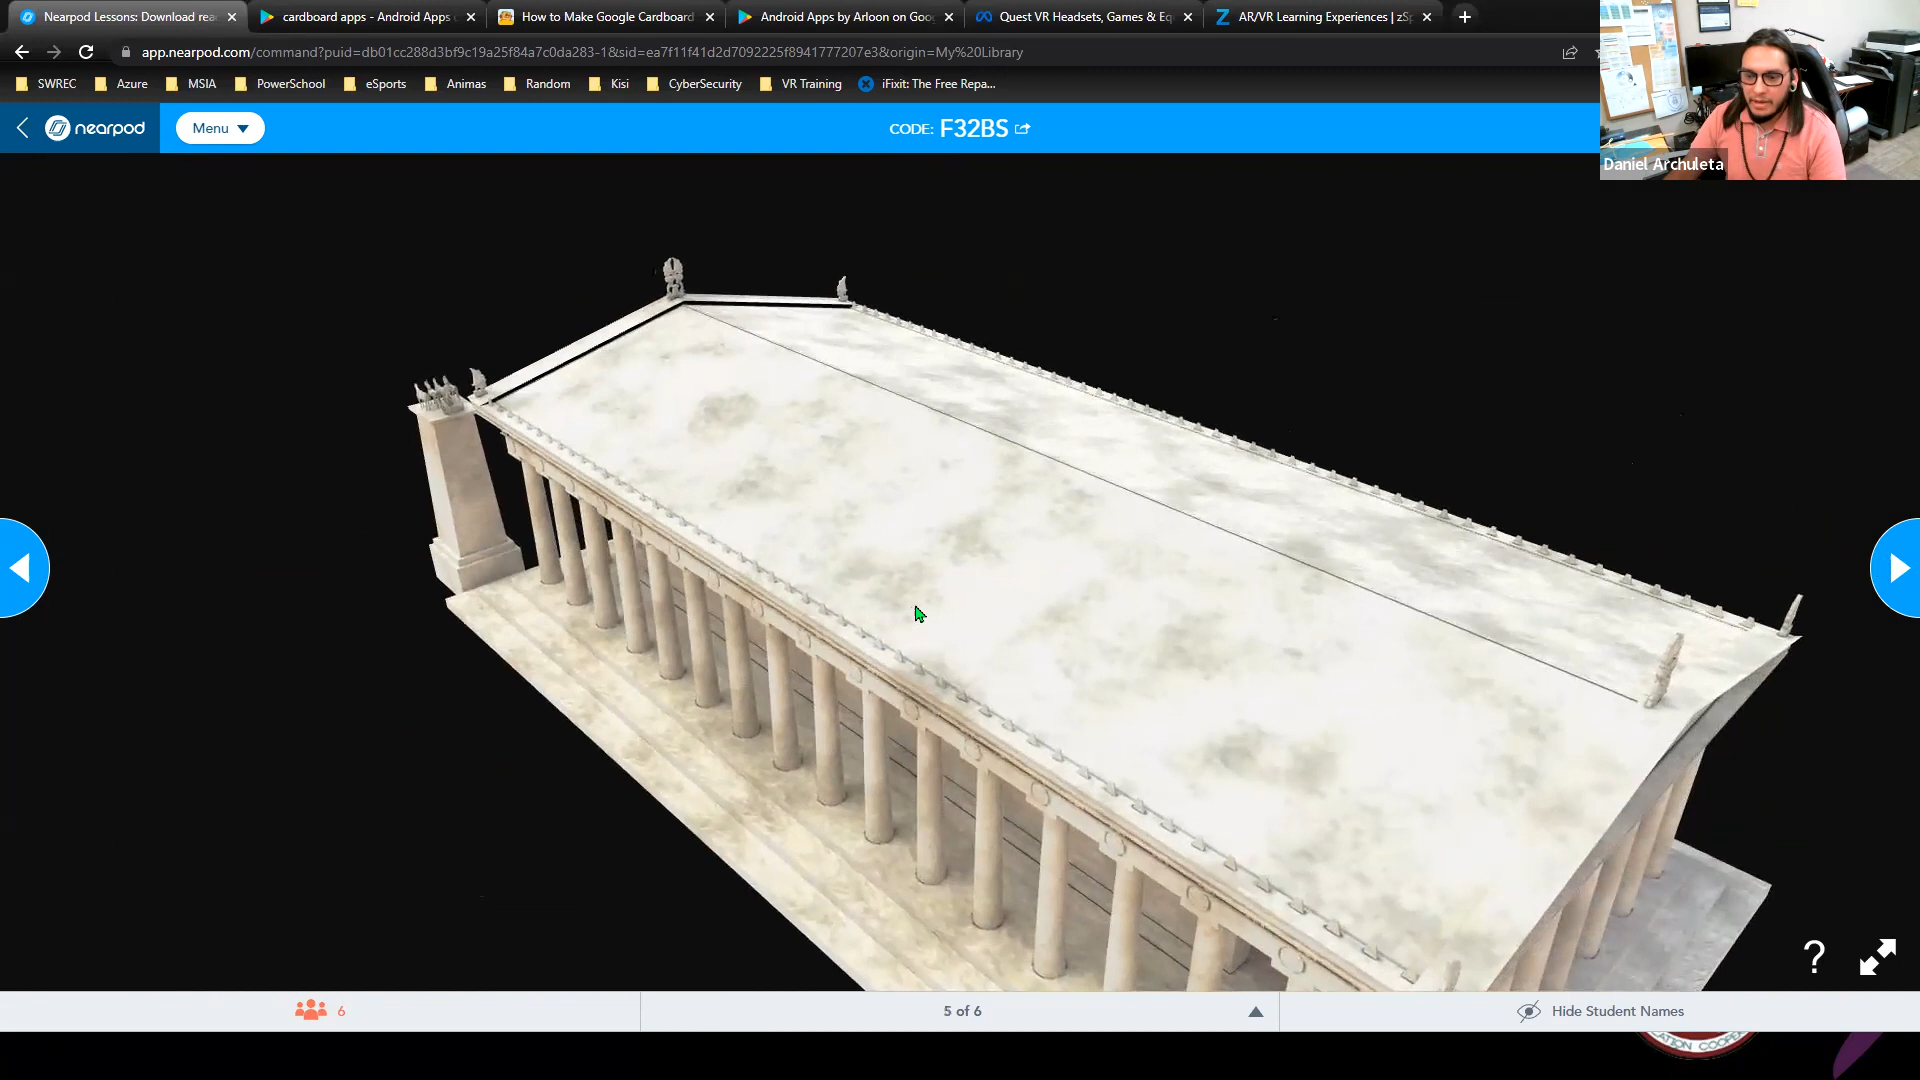 Nearpod Lessons: Download rea
cardboard apps - Android Apps
How to Make Google Cardboard
Android Apps by Arloon on Goo
Quest VR Headsets, Games & Eq
AR/VR Learning Experiences | zSp
app.nearpod.com/command?puid=db01cc288d3bf9c19a25f84a7c0da283-1&sid=ea7f11f41d2d7092225f8941777207e3&origin=My%20Library
SWREC
Azure
MSIA
PowerSchool
eSports
Animas
Random
Kisi
CyberSecurity
VR Training
iFixit: The Free Repa...
nearpod
Menu
CODE: F32BS
Daniel Archuleta
?
6
5 of 6
Hide Student Names
ATION COOPE